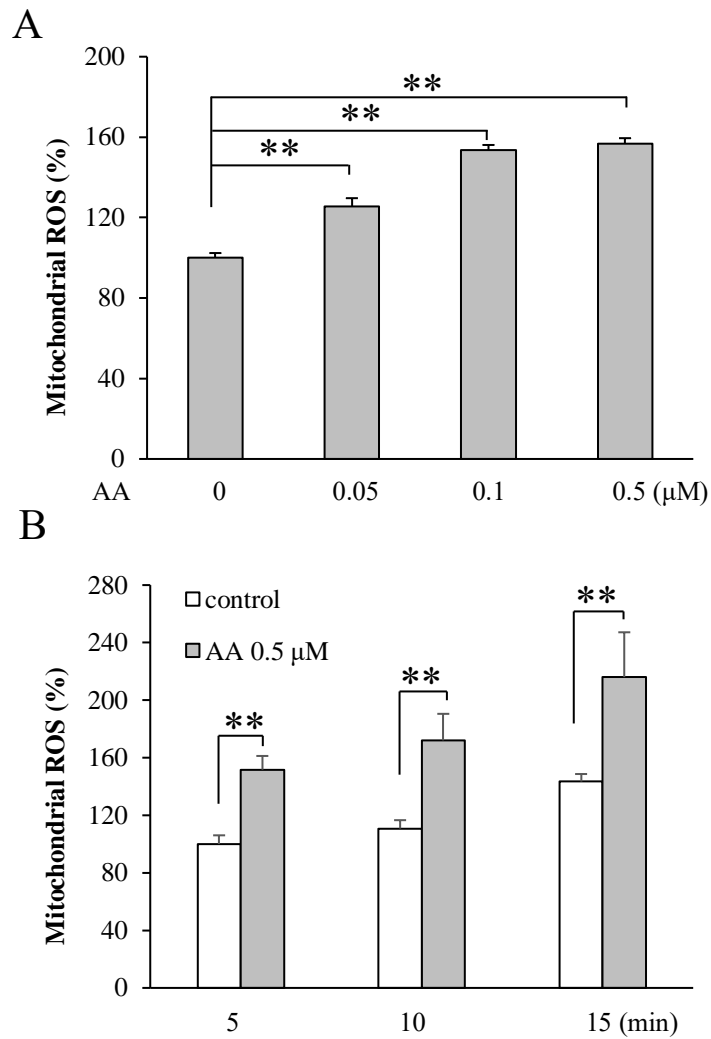 A
Mitochondrial ROS (%)
200
160
120
80
40
0
**
**
**
AA 0 0.05 0.1 0.5 (μM)
B
Mitochondrial ROS (%)
280
240
200
160
120
80
40
0
control
AA 0.5 μM
**
**
**
5 10 15 (min)